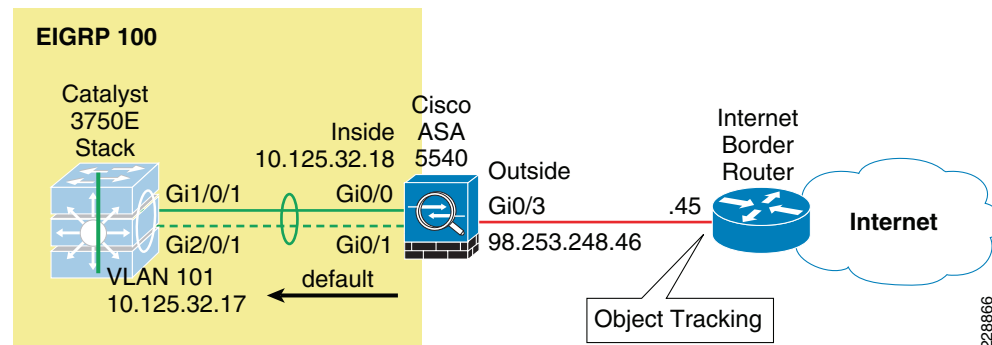 EIGRP 100
Catalyst
3750E
Stack
Gi1/0/1
Gi2/0/1
VLAN 101
10.125.32.17
Inside
10.125.32.18
Gi0/0
Gi0/1
default
Cisco
ASA
5540
Outside
Gi0/3
98.253.248.46
.45
Internet
Border
Router
Internet
Object Tracking
228866